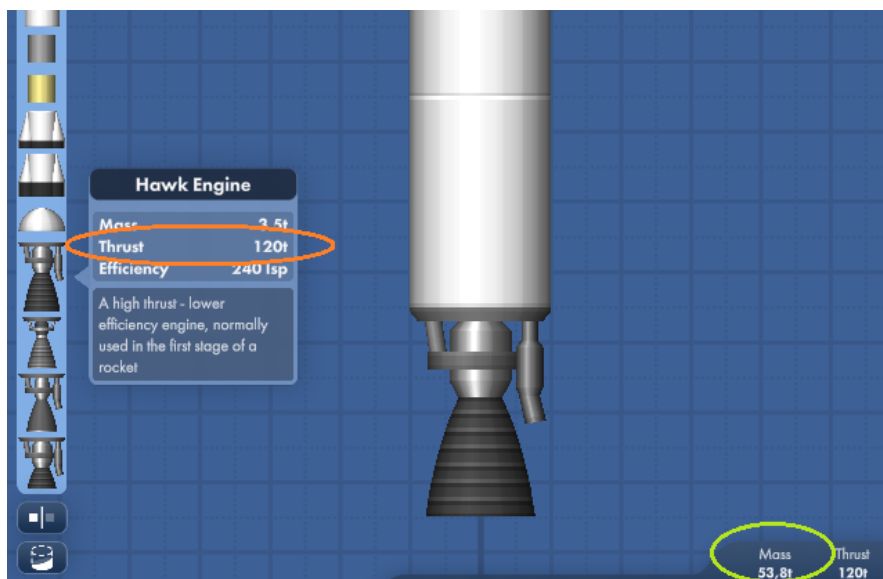 Hawk Engine
Mass 3.5t
Thrust 120t
Efficiency 240 Isp
A high thrust - lower
efficiency engine, normally
used in the first stage of a
rocket
Mass Thrust
53,8t 120t